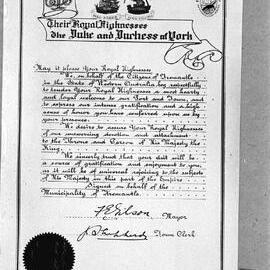 Their Royal Highnesses
the Duke and Duchess of York
May it please Your Royal Highnesses
We, on behalf of the Citizens of Fremantle
in the State of Western Australia beg respectfully
to tender Your Royal Highnesses a most hearty
and loyal welcome to our Port and Town, and
to express our intense gratification and a high
sense of honor you have conferred upon us by
your presence.
We desire to assure Your Royal Highnesses
of our unswerving devotion and attachment
to the Throne and Person of His Majesty the
King.
We sincerely trust that your visit will be
a source of gratification and enjoyment to you,
as it will be of universal rejoicing to the subjects
of His Majesty in this part of the Empire.
Signed on behalf of the
Municipality of Fremantle.
Mayor
Town Clerk